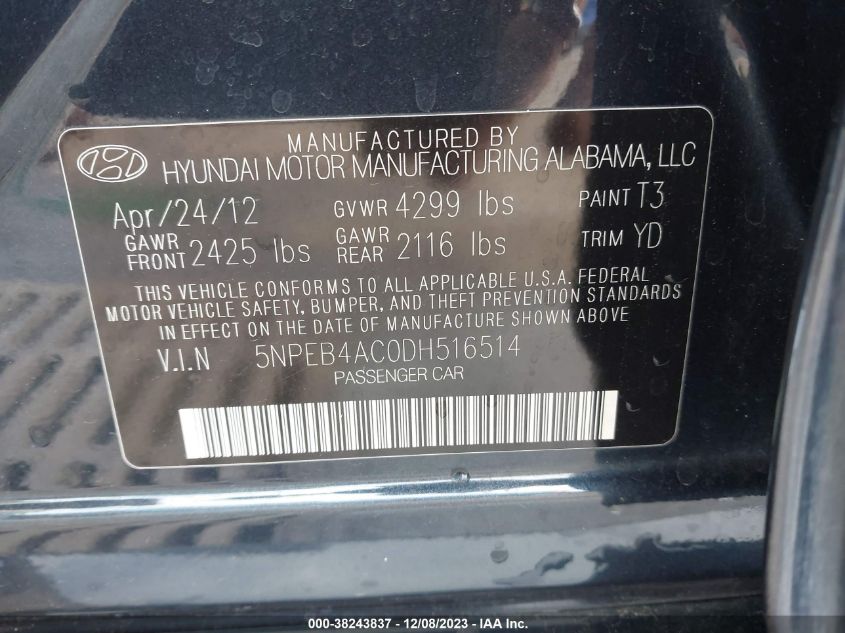 MANUFACTURED BY
HYUNDAI MOTOR MANUFACTURING ALABAMA, LLC
Apr/24/12 GVWR 4299 lbs PAINT T3
GAWR FRONT 2425 lbs GAWR REAR 2116 lbs TRIM YD
THIS VEHICLE CONFORMS TO ALL APPLICABLE U.S.A. FEDERAL
MOTOR VEHICLE SAFETY, BUMPER, AND THEFT PREVENTION STANDARDS
IN EFFECT ON THE DATE OF MANUFACTURE SHOWN ABOVE.
V.I.N 5NPEB4AC0DH516514
PASSENGER CAR
000-38243837 - 12/08/2023 - IAA Inc.